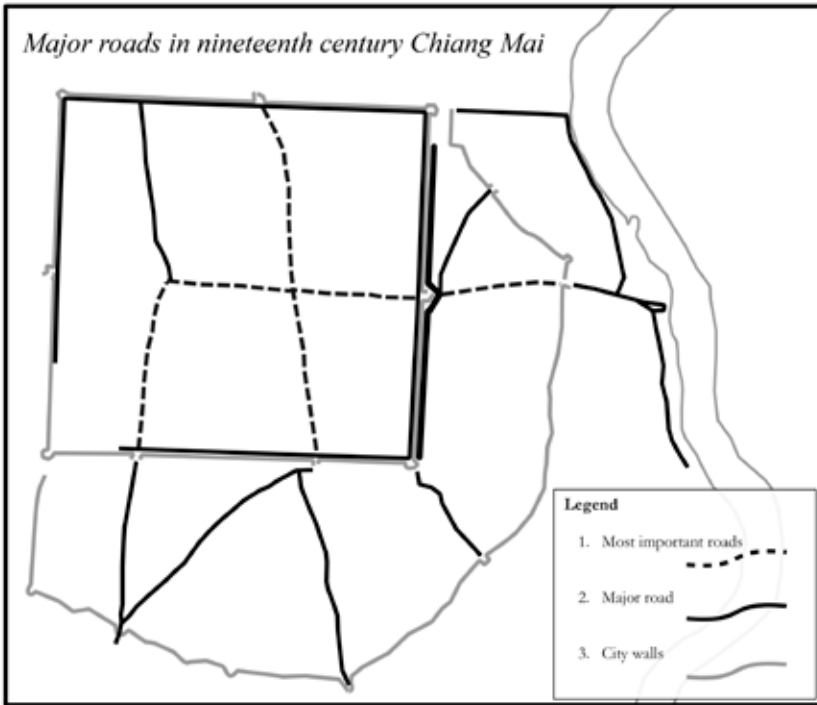 Major roads in nineteenth century Chiang Mai
Legend
1. Most important roads
2. Major road
3. City walls